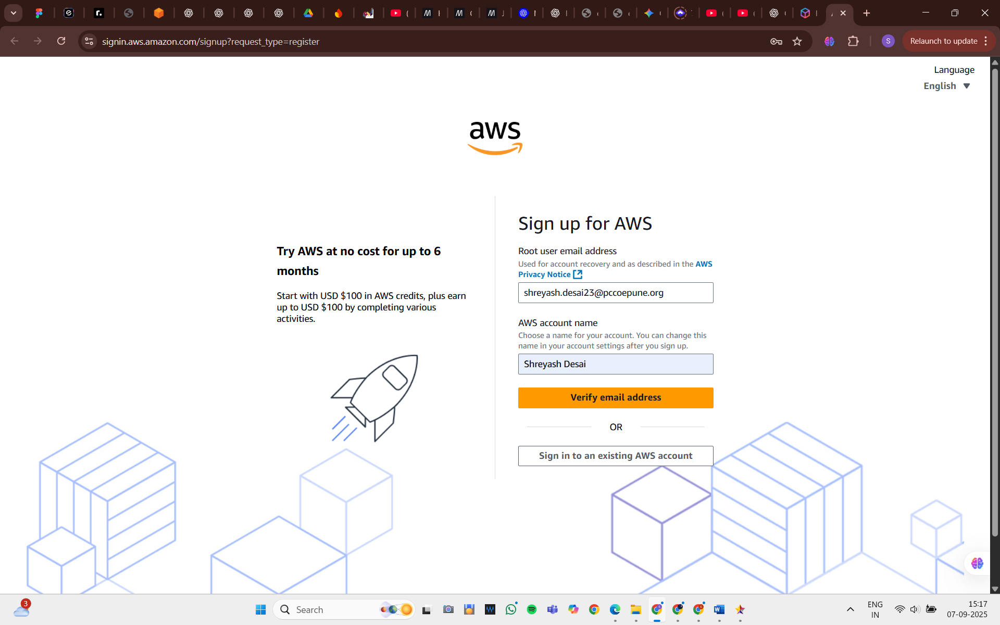 signin.aws.amazon.com/signup?request_type=register
S
Relaunch to update
Language
English
aws
Try AWS at no cost for up to 6
months
Start with USD $100 in AWS credits, plus earn
up to USD $100 by completing various
activities.
Sign up for AWS
Root user email address
Used for account recovery and as described in the AWS
Privacy Notice
shreyash.desai23@pccoepune.org
AWS account name
Choose a name for your account. You can change this
name in your account settings after you sign up.
Shreyash Desai
Verify email address
OR
Sign in to an existing AWS account
3
Search
ENG
IN
15:17
07-09-2025